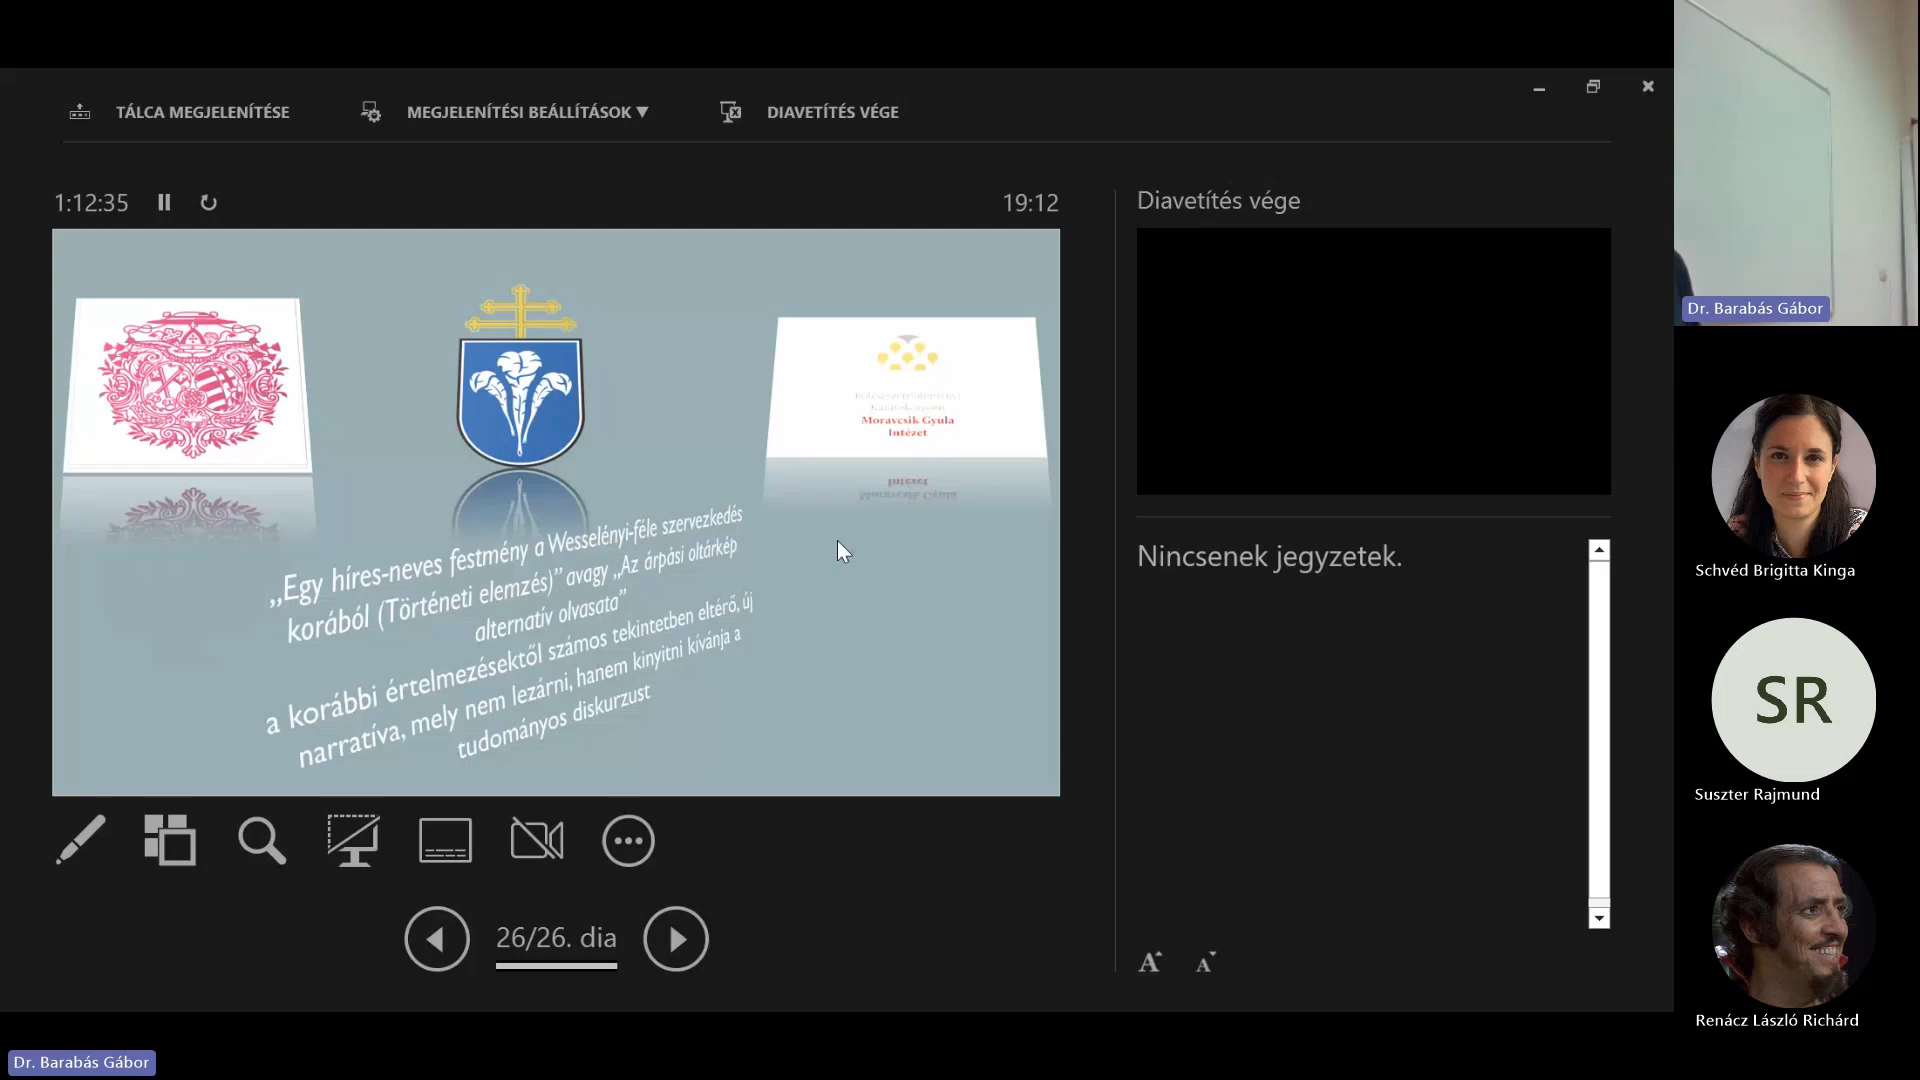 TÁLCA MEGJELENÍTÉSE
MEGJELENÍTÉSI BEÁLLÍTÁSOK ▼
DIAVETÍTÉS VÉGE
1:12:35
19:12
Moravcsik Gyula
Intézet
„Egy híres-neves festmény a Wesselényi-féle szervezkedés
korából (Történeti elemzés)” avagy „Az árpási oltárkép
alternatív olvasata”
a korábbi értelmezésektől számos tekintetben eltérő, új
narratíva, mely nem lezárni, hanem kinyitni kívánja a
tudományos diskurzust
26/26. dia
Diavetítés vége
Nincsenek jegyzetek.
A A
Dr. Barabás Gábor
Schvéd Brigitta Kinga
SR
Suszter Rajmund
Renácz László Richárd
Dr. Barabás Gábor